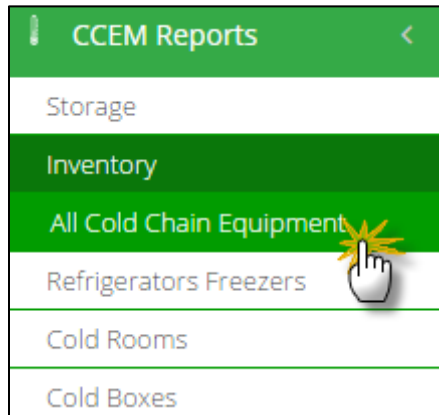 CCEM Reports
Storage
Inventory
All Cold Chain Equipment
Refrigerators Freezers
Cold Rooms
Cold Boxes